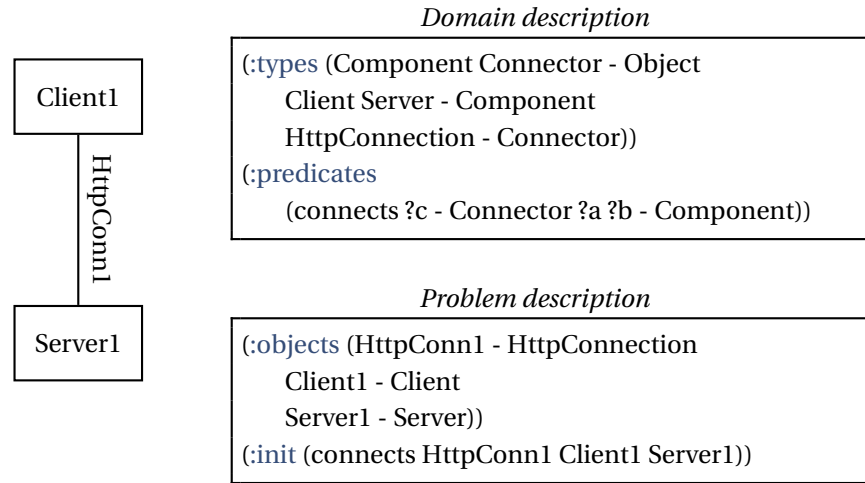 Client1
HttpConn1
Server1
Domain description
(:types (Component Connector - Object
Client Server - Component
HttpConnection - Connector))
(:predicates
(connects ?c - Connector ?a ?b - Component))
Problem description
(:objects (HttpConn1 - HttpConnection
Client1 - Client
Server1 - Server))
(:init (connects HttpConn1 Client1 Server1))